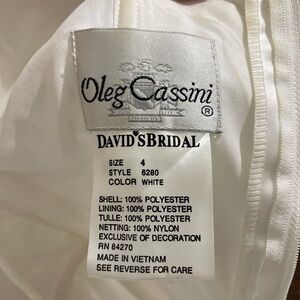 Oleg Cassini ®
DAVID'S BRIDAL
SIZE 4
STYLE 6280
COLOR WHITE
SHELL: 100% POLYESTER
LINING: 100% POLYESTER
TULLE: 100% POLYESTER
NETTING: 100% NYLON
EXCLUSIVE OF DECORATION
RN 84270
MADE IN VIETNAM
SEE REVERSE FOR CARE